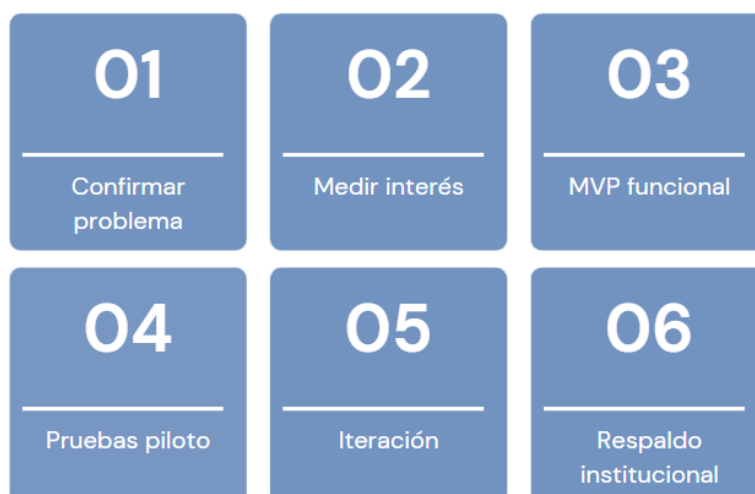 01
Confirmar
problema
02
Medir interés
03
MVP funcional
04
Pruebas piloto
05
Iteración
06
Respaldo
institucional